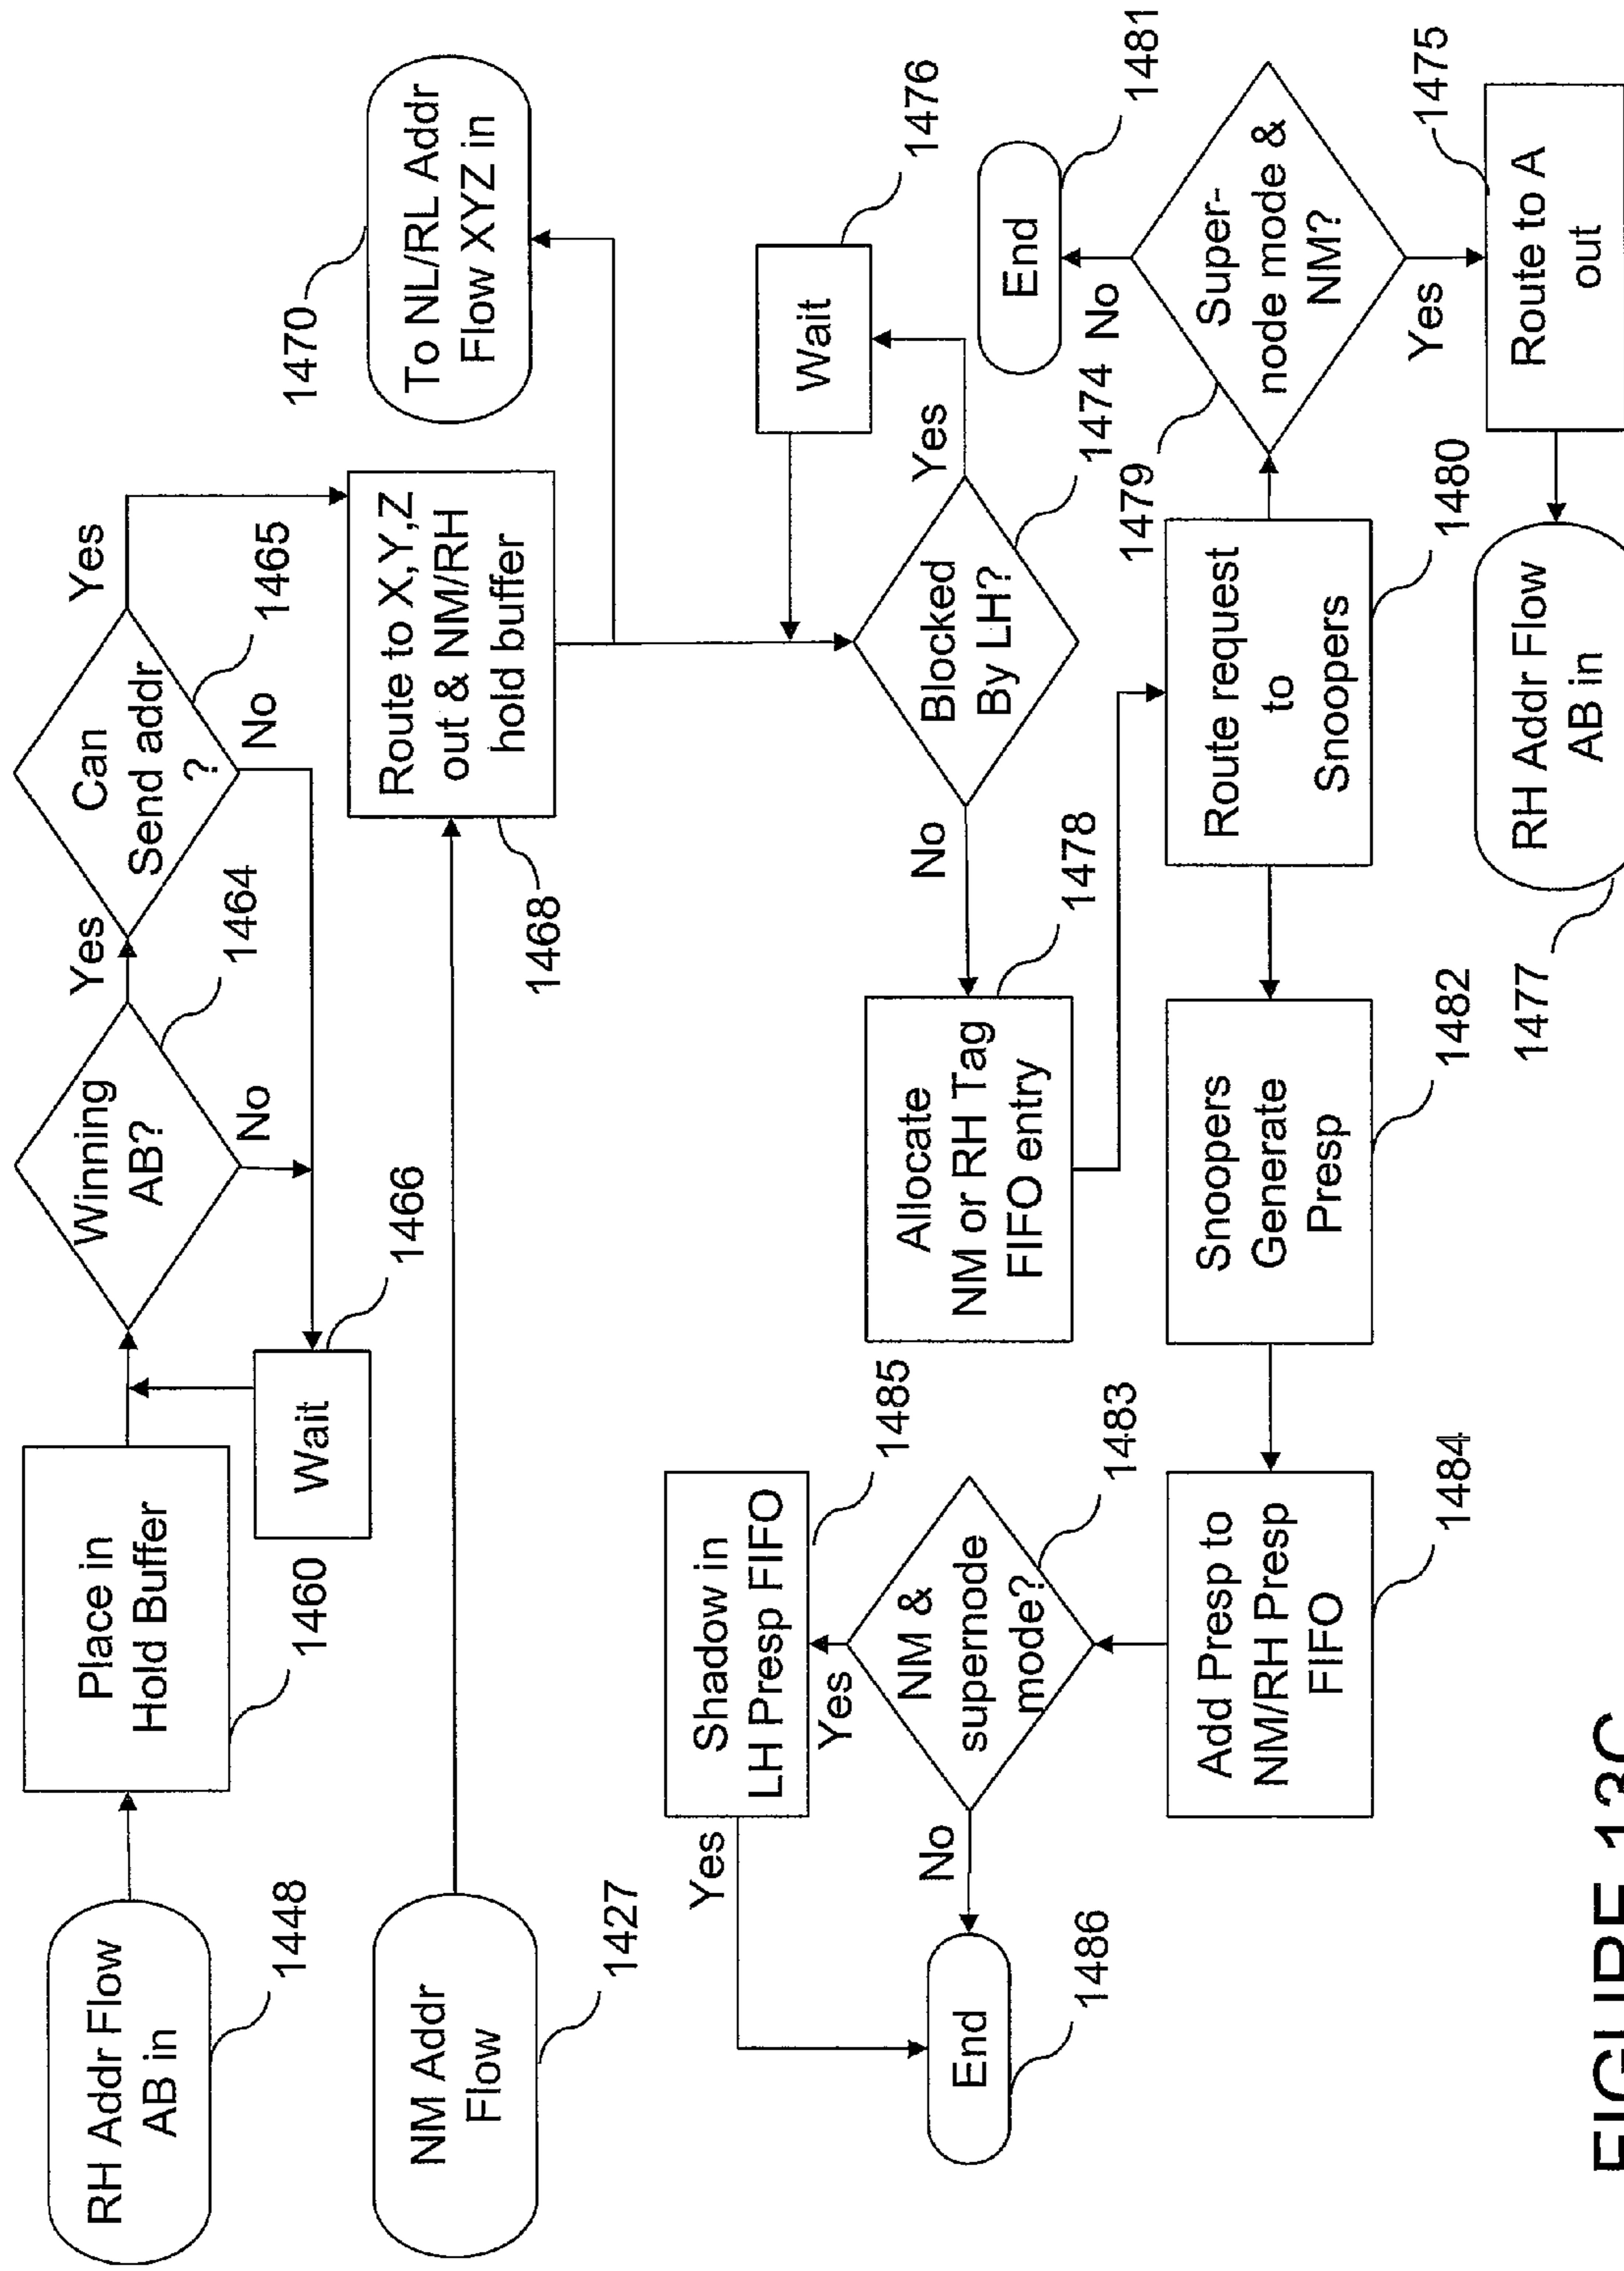 RH Addr Flow
AB in
1448
Place in
Hold Buffer
1460
Wait
1466
Winning
AB?
1464
Yes
No
Can
Send addr
?
1465
Yes
No
NM Addr
Flow
1427
Route to X,Y,Z
out & NM/RH
hold buffer
1468
To NL/RL Addr
Flow XYZ in
1470
Blocked
By LH?
1474
Yes
No
Wait
1476
Allocate
NM or RH Tag
FIFO entry
1478
Route request
to
Snoopers
1480
Super-
node mode &
NM?
1479
No
Yes
End
1481
Route to A
out
1475
RH Addr Flow
AB in
1477
Snoopers
Generate
Presp
1482
Add Presp to
NM/RH Presp
FIFO
1484
NM &
supernode
mode?
1483
Yes
No
Shadow in
LH Presp FIFO
1485
Yes
End
1486
FIGURE 13C